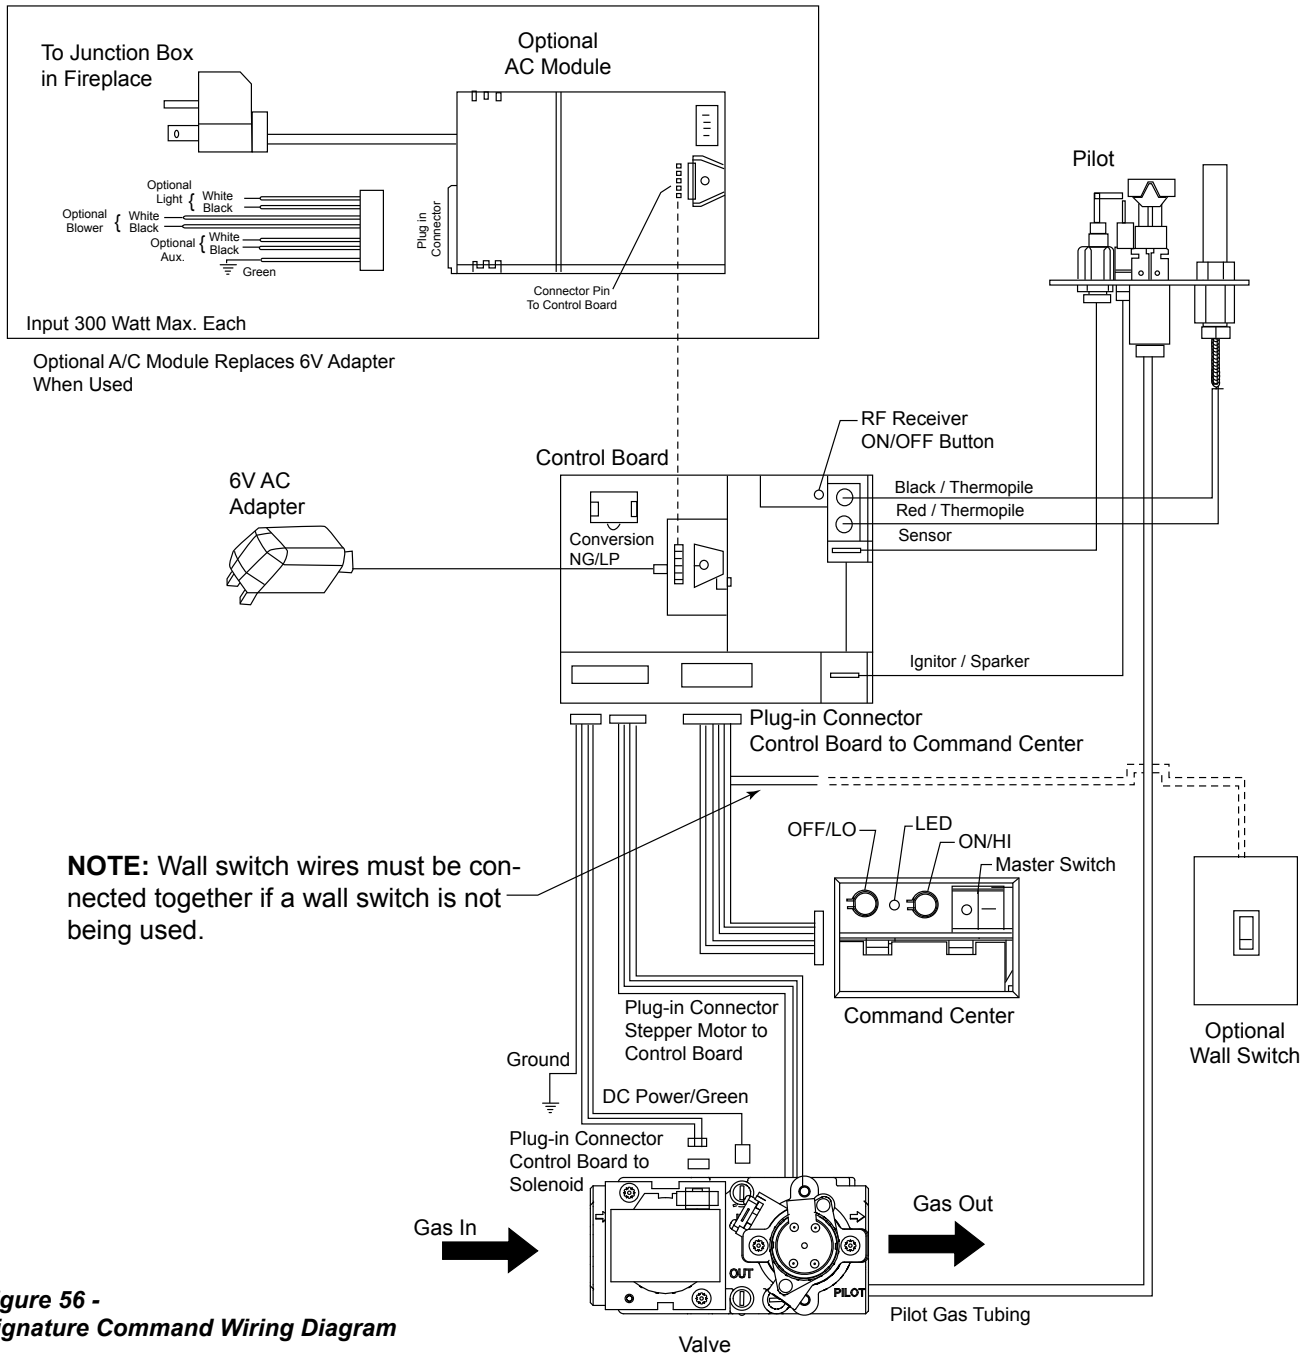 To Junction Box
in Fireplace
Optional
AC Module
Optional
Light { White
Black
Optional
Blower { White
Black
Optional
Aux. { White
Black
Green
Plug in
Connector
Connector Pin
To Control Board
Input 300 Watt Max. Each
Optional A/C Module Replaces 6V Adapter
When Used
Pilot
RF Receiver
ON/OFF Button
Control Board
6V AC
Adapter
Conversion
NG/LP
Black / Thermopile
Red / Thermopile
Sensor
Ignitor / Sparker
Plug-in Connector
Control Board to Command Center
NOTE: Wall switch wires must be con-
nected together if a wall switch is not
being used.
OFF/LO
LED
ON/HI
Master Switch
Command Center
Optional
Wall Switch
Plug-in Connector
Stepper Motor to
Control Board
Ground
DC Power/Green
Plug-in Connector
Control Board to
Solenoid
Gas In
Gas Out
OUT
PILOT
Pilot Gas Tubing
Valve
gure 56 -
ignature Command Wiring Diagram